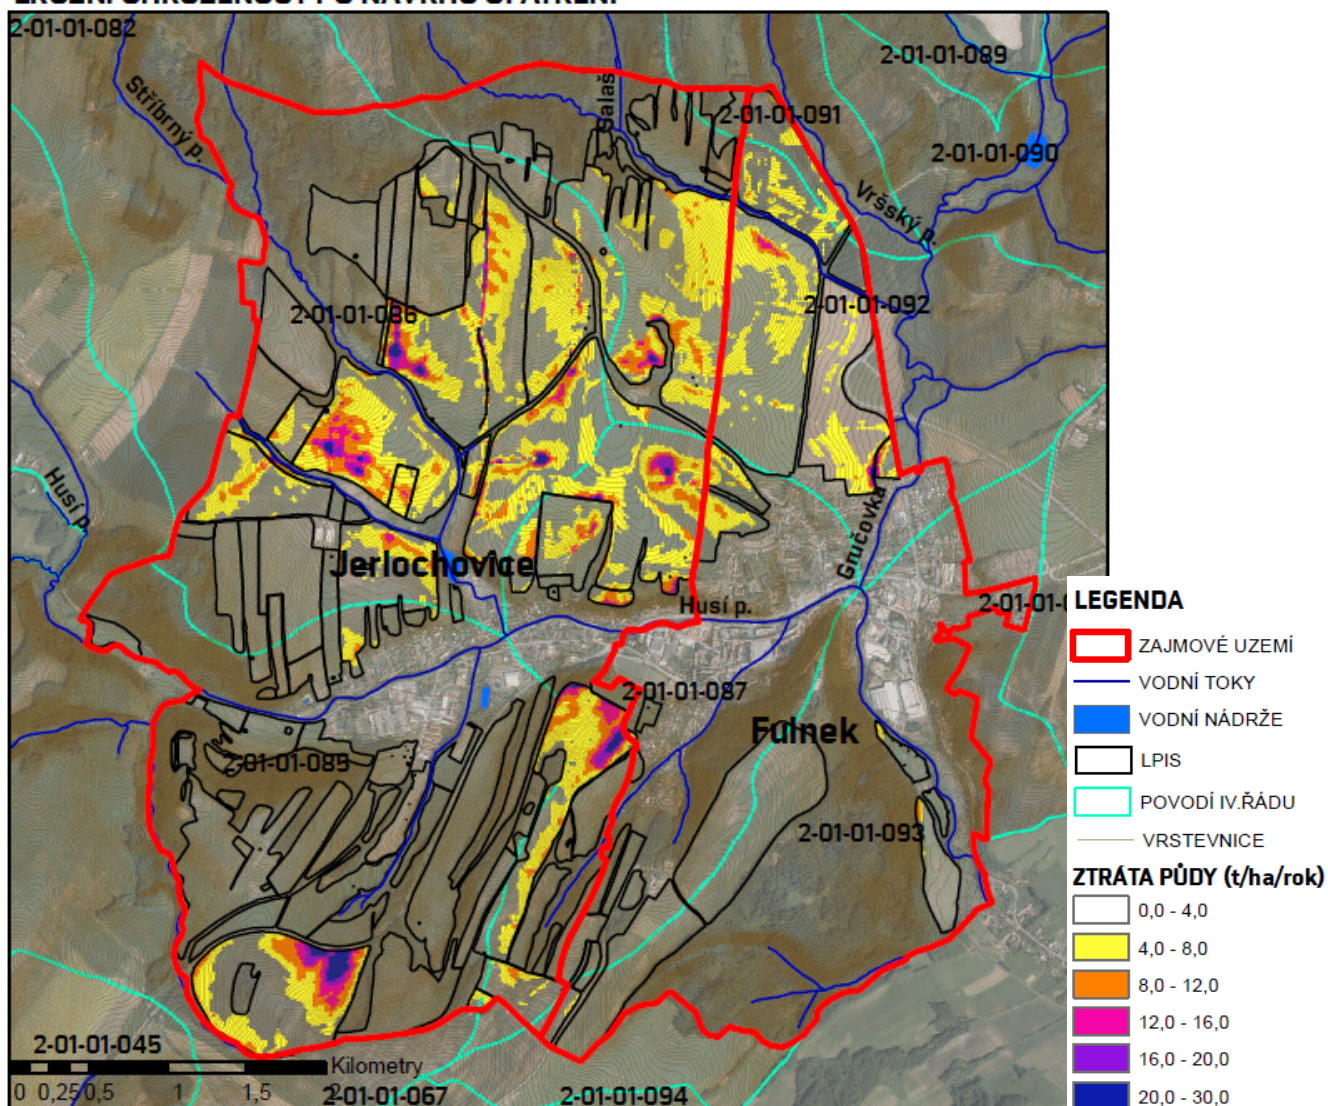 2-01-01-082
2-01-01-089
Stříbrný p.
Salaš
2-01-01-091
2-01-01-090
Vršský p.
2-01-01-086
2-01-01-092
Husí p.
Jerlochovice
Gručovka
Husí p.
2-01-01-0
2-01-01-087
Fulnek
2-01-01-085
2-01-01-093
2-01-01-045
Kilometry
0 0,25 0,5 1 1,5 2
2-01-01-067
2-01-01-094
LEGENDA
ZAJMOVÉ UZEMÍ
VODNÍ TOKY
VODNÍ NÁDRŽE
LPIS
POVODÍ IV.ŘÁDU
VRSTEVNICE
ZTRÁTA PŮDY (t/ha/rok)
0,0 - 4,0
4,0 - 8,0
8,0 - 12,0
12,0 - 16,0
16,0 - 20,0
20,0 - 30,0